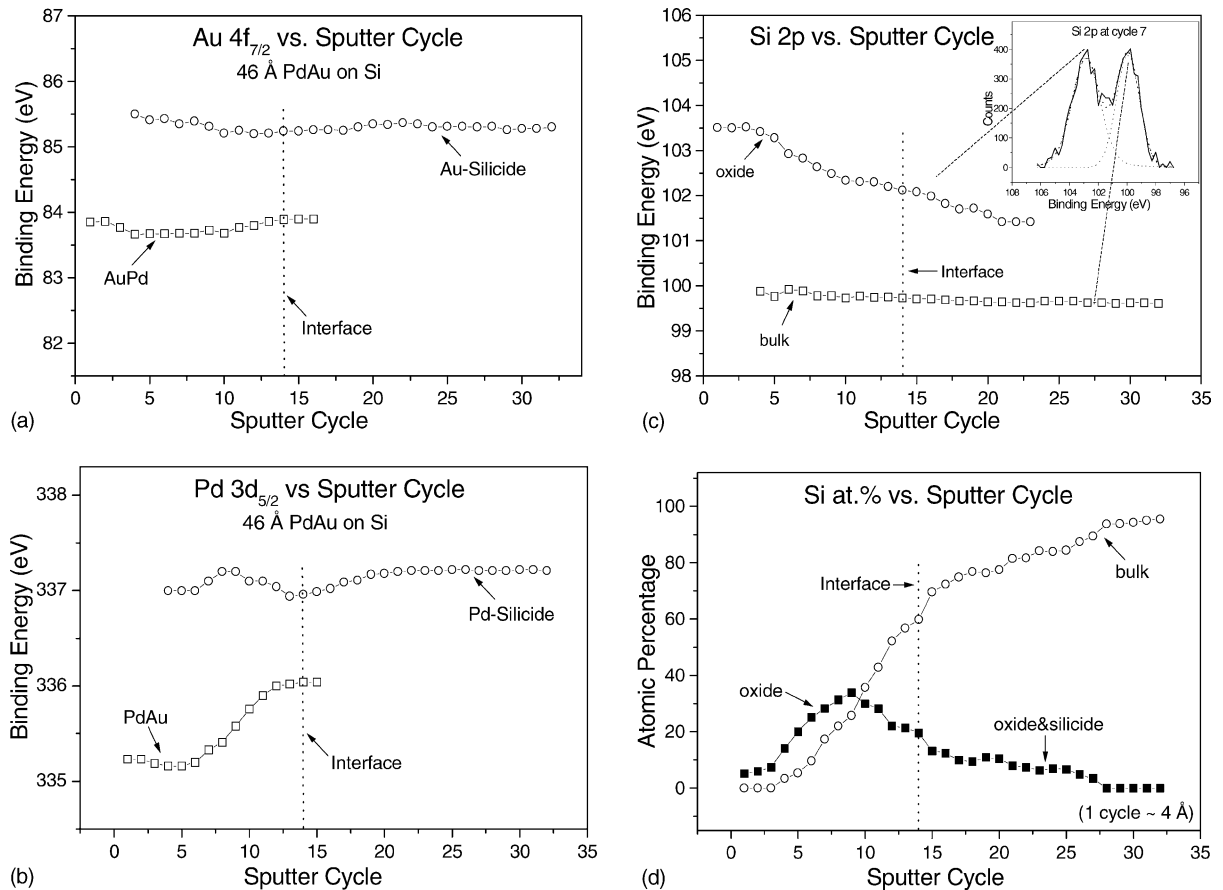 Au 4f7/2 vs. Sputter Cycle
46 Å PdAu on Si
87
86
85
84
83
82
Binding Energy (eV)
Au-Silicide
AuPd
Interface
0 5 10 15 20 25 30
Sputter Cycle
(a)
Si 2p vs. Sputter Cycle
106
105
104
103
102
101
100
99
98
Binding Energy (eV)
oxide
Interface
bulk
Si 2p at cycle 7
400
300
200
100
0
Counts
108 106 104 102 100 98 96
Binding Energy (eV)
0 5 10 15 20 25 30 35
Sputter Cycle
(c)
Pd 3d5/2 vs Sputter Cycle
46 Å PdAu on Si
338
337
336
335
Binding Energy (eV)
Pd-Silicide
PdAu
Interface
0 5 10 15 20 25 30 35
Sputter Cycle
(b)
Si at.% vs. Sputter Cycle
100
80
60
40
20
0
Atomic Percentage
Interface
bulk
oxide
oxide&silicide
(1 cycle ~ 4 Å)
0 5 10 15 20 25 30 35
Sputter Cycle
(d)